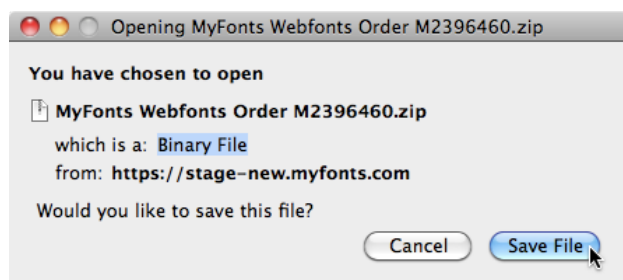 Opening MyFonts Webfonts Order M2396460.zip
You have chosen to open
MyFonts Webfonts Order M2396460.zip
which is a: Binary File
from: https://stage-new.myfonts.com
Would you like to save this file?
Cancel Save File